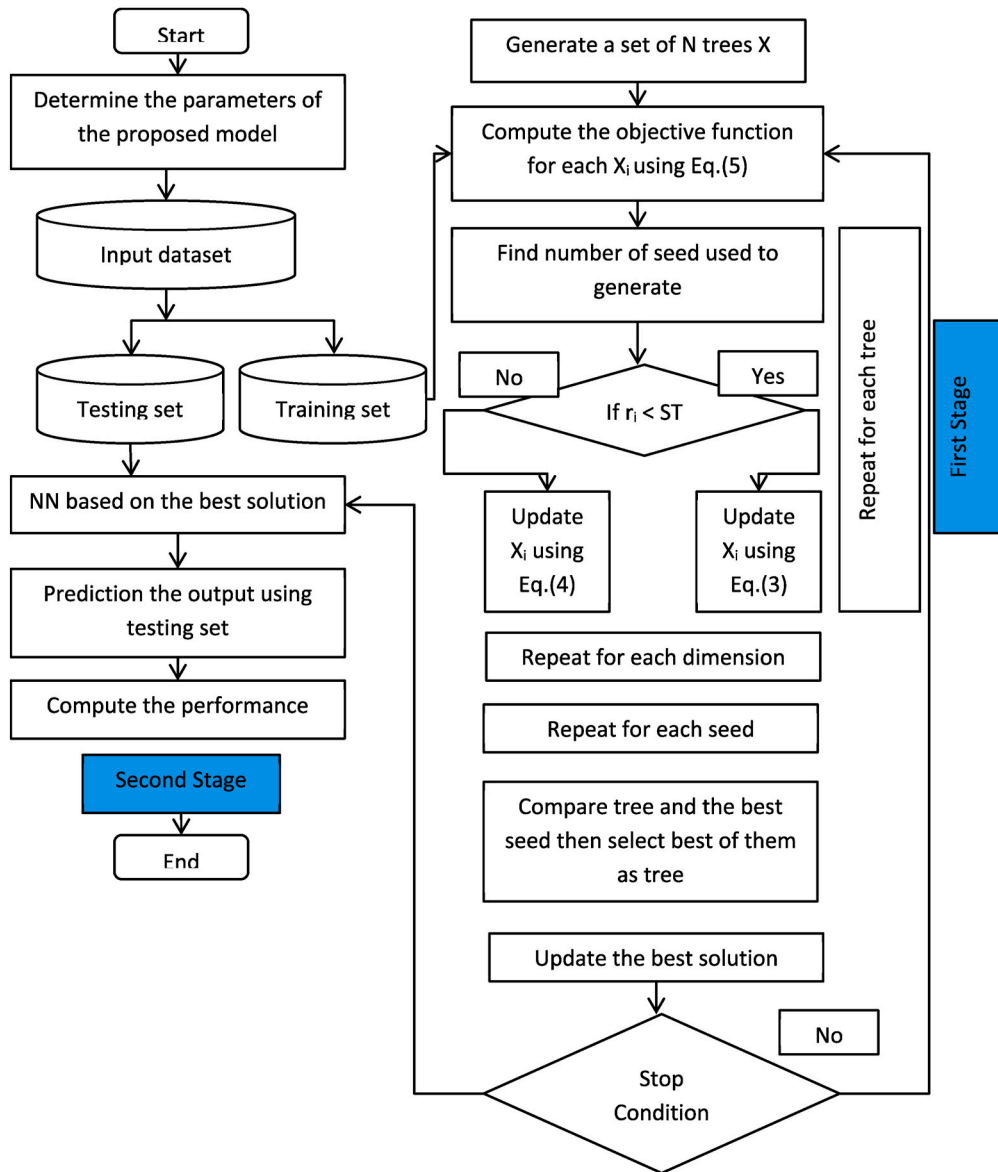 Start
Determine the parameters of
the proposed model
Input dataset
Testing set
Training set
NN based on the best solution
Prediction the output using
testing set
Compute the performance
Second Stage
End
Generate a set of N trees X
Compute the objective function
for each Xᵢ using Eq.(5)
Find number of seed used to
generate
No
Yes
If rᵢ < ST
Update
Xᵢ using
Eq.(4)
Update
Xᵢ using
Eq.(3)
Repeat for each tree
First Stage
Repeat for each dimension
Repeat for each seed
Compare tree and the best
seed then select best of them
as tree
Update the best solution
No
Stop
Condition